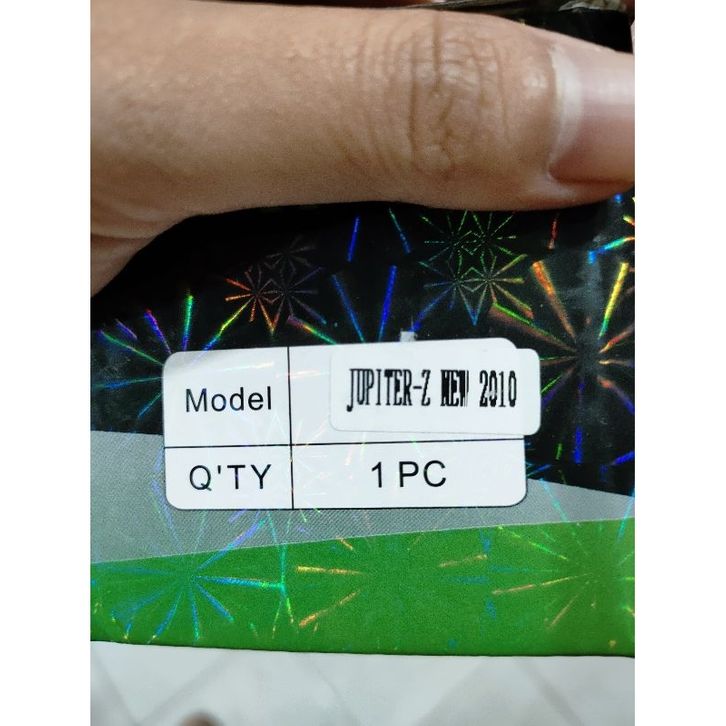 Model JUPITER-Z NEW 2010
Q'TY 1 PC